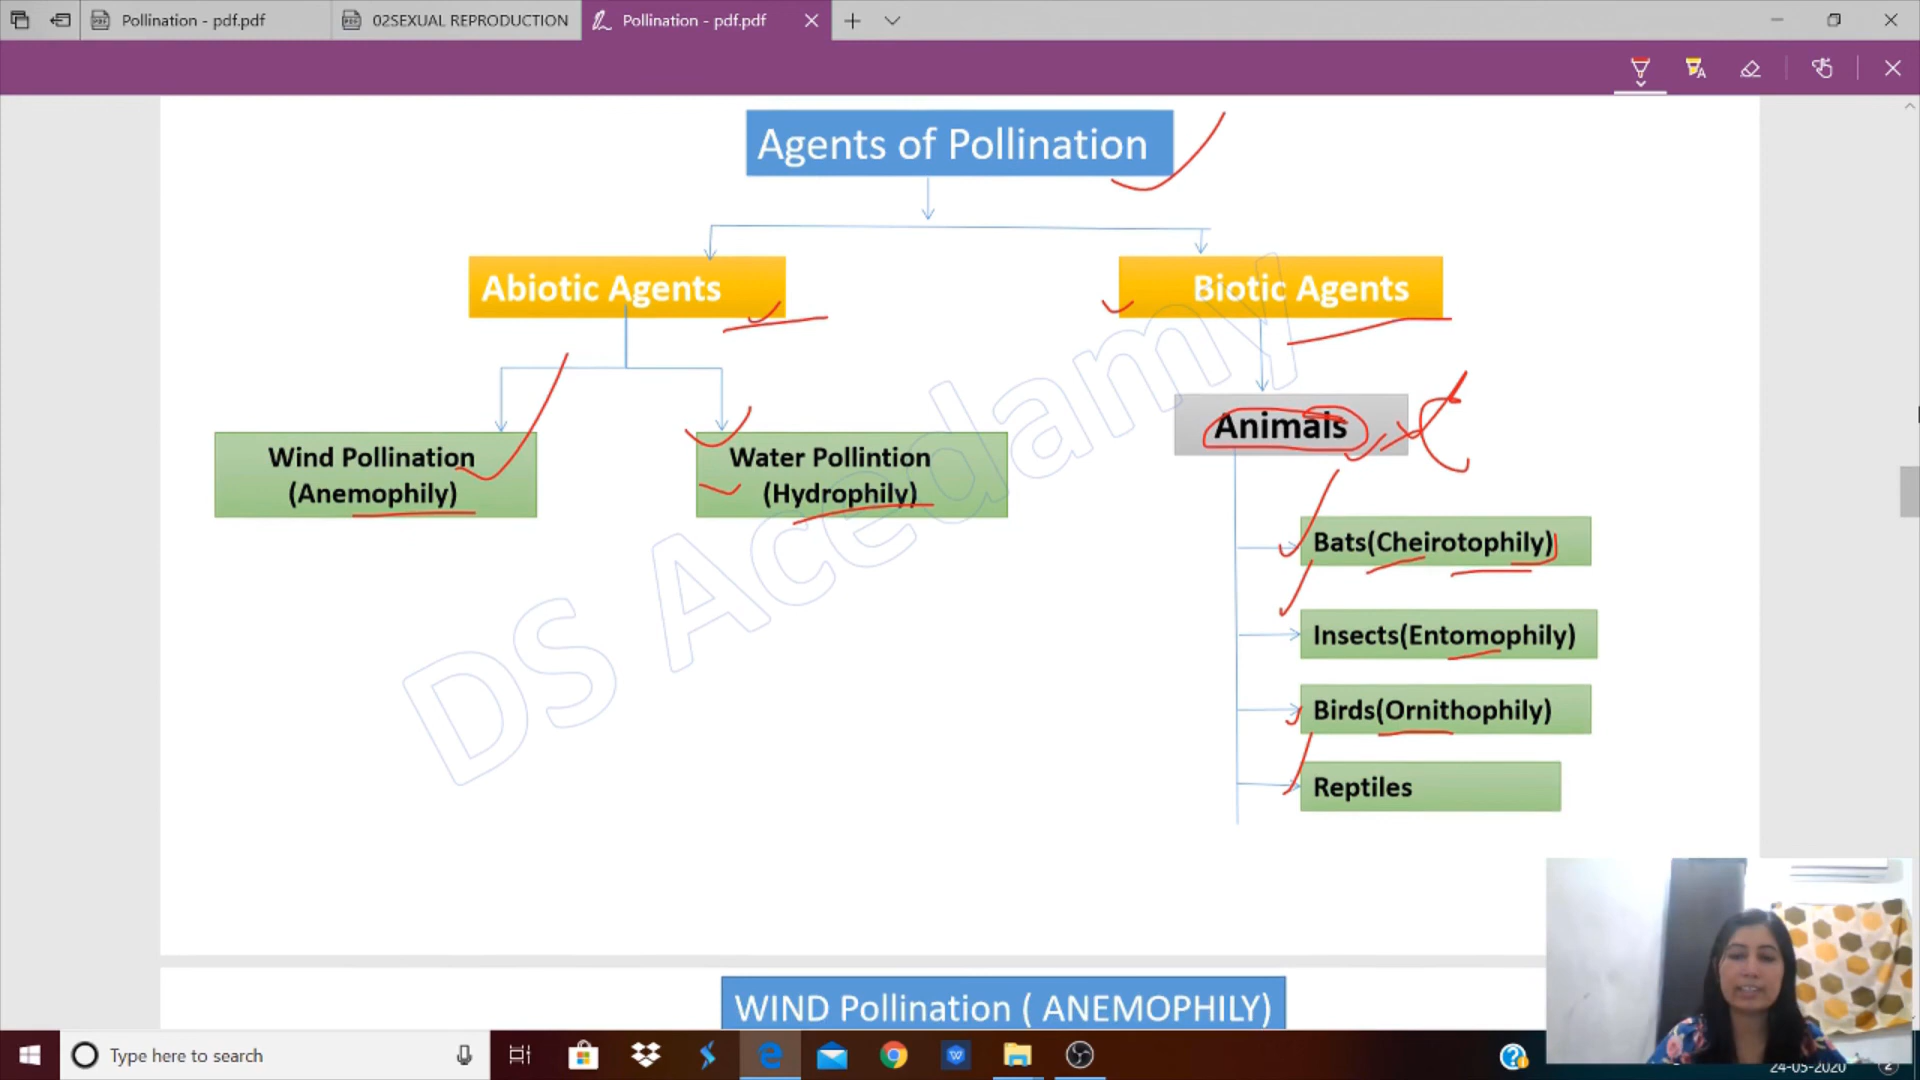 Pollination - pdf.pdf
02SEXUAL REPRODUCTION
Pollination - pdf.pdf
Agents of Pollination
Abiotic Agents
Biotic Agents
Animals
Wind Pollination
(Anemophily)
Water Pollintion
(Hydrophily)
Bats(Cheirotophily)
Insects(Entomophily)
Birds(Ornithophily)
Reptiles
DS Acedamy
WIND Pollination ( ANEMOPHILY)
Type here to search
24-05-2020
2